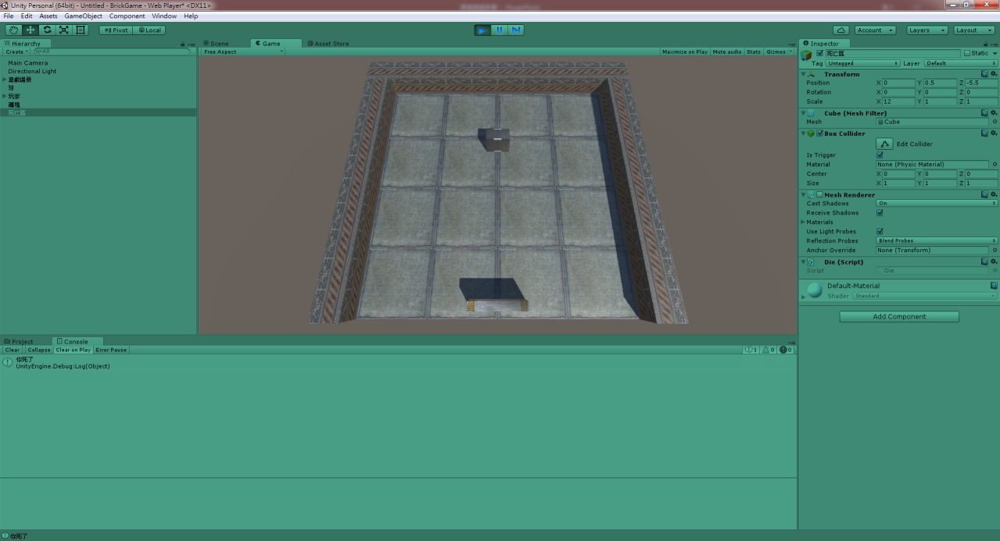 Unity Personal (64bit) - Untitled - BrickGame - Web Player* <DX11>
File Edit Assets GameObject Component Window Help
Pivot Local Account Layers Layout
Hierarchy
Create All
Main Camera
Directional Light
遊戲場景
球
玩家
磚塊
死亡區
Scene Game Asset Store
Free Aspect Maximize on Play Mute audio Stats Gizmos
Inspector
死亡區 Static
Tag Untagged Layer Default
Transform
Position X 0 Y 0.5 Z -5.5
Rotation X 0 Y 0 Z 0
Scale X 12 Y 1 Z 1
Cube (Mesh Filter)
Mesh Cube
Box Collider
Edit Collider
Is Trigger
Material None (Physic Material)
Center X 0 Y 0 Z 0
Size X 1 Y 1 Z 1
Mesh Renderer
Cast Shadows On
Receive Shadows
Materials
Use Light Probes
Reflection Probes Blend Probes
Anchor Override None (Transform)
Die (Script)
Script Die
Default-Material
Shader Standard
Add Component
Project Console
Clear Collapse Clear on Play Error Pause 1 0 0
你死了
UnityEngine.Debug:Log(Object)
你死了